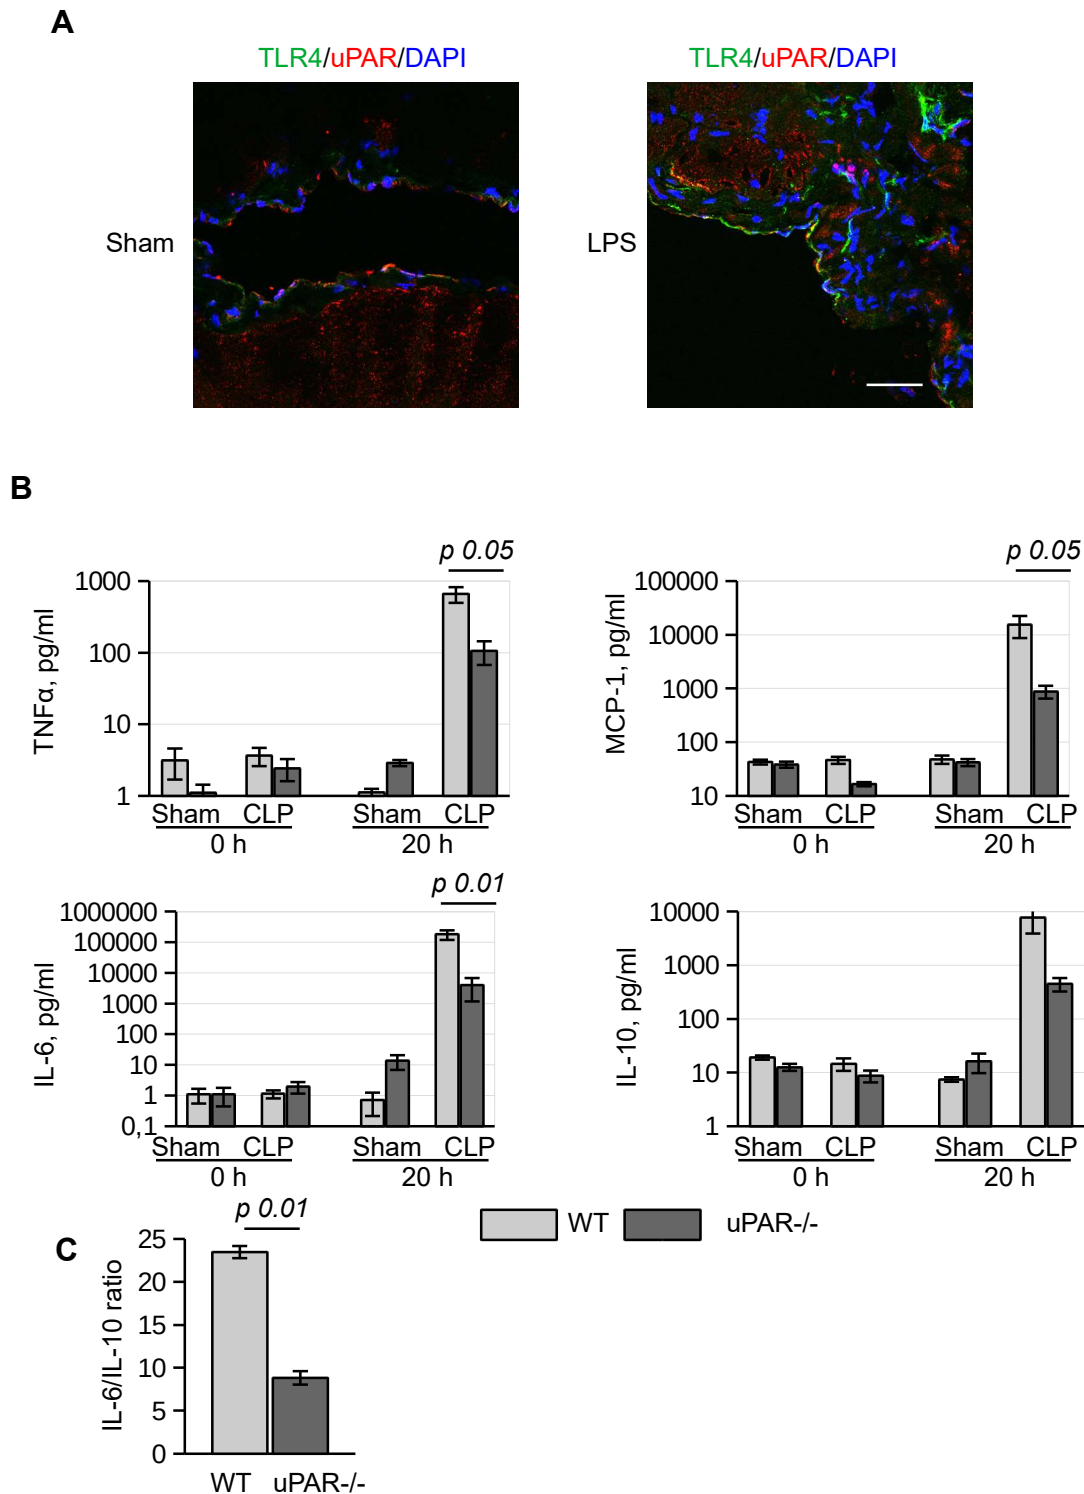 A
TLR4/uPAR/DAPI
TLR4/uPAR/DAPI
Sham
LPS
B
p 0.05
TNFα, pg/ml
1000
100
10
1
Sham CLP Sham CLP
0 h 20 h
p 0.05
MCP-1, pg/ml
100000
10000
1000
100
10
Sham CLP Sham CLP
0 h 20 h
p 0.01
IL-6, pg/ml
1000000
100000
10000
1000
100
10
1
0,1
Sham CLP Sham CLP
0 h 20 h
IL-10, pg/ml
10000
1000
100
10
1
Sham CLP Sham CLP
0 h 20 h
WT uPAR-/-
C
p 0.01
IL-6/IL-10 ratio
25
20
15
10
5
0
WT uPAR-/-